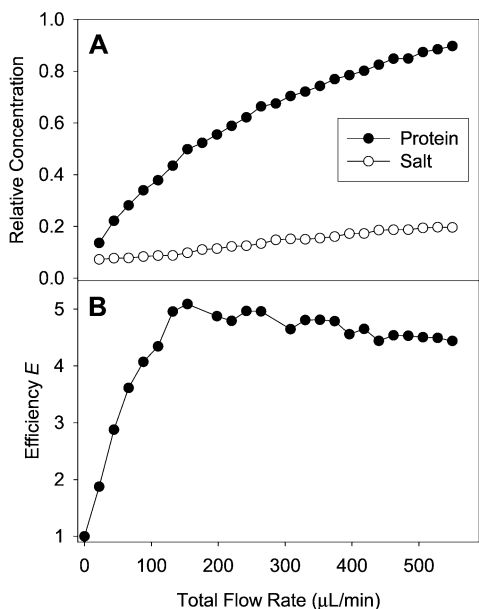 A
1.0
0.8
0.6
0.4
0.2
0.0
Relative Concentration
Protein
Salt
B
5
4
3
2
1
Efficiency E
0 100 200 300 400 500
Total Flow Rate (μL/min)